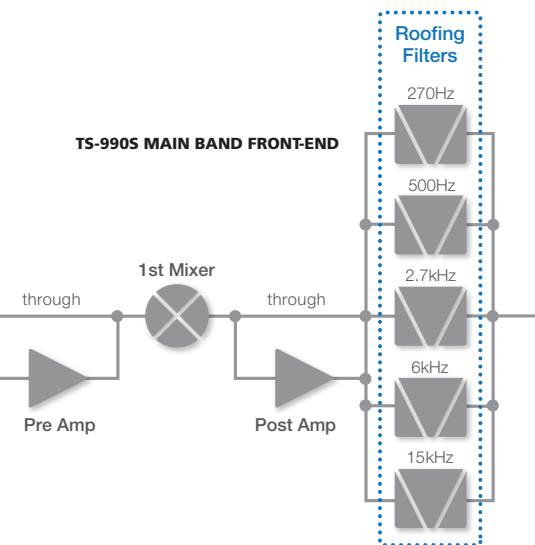 Roofing
Filters
270Hz
TS-990S MAIN BAND FRONT-END
500Hz
1st Mixer
2.7kHz
through
through
6kHz
Pre Amp
Post Amp
15kHz